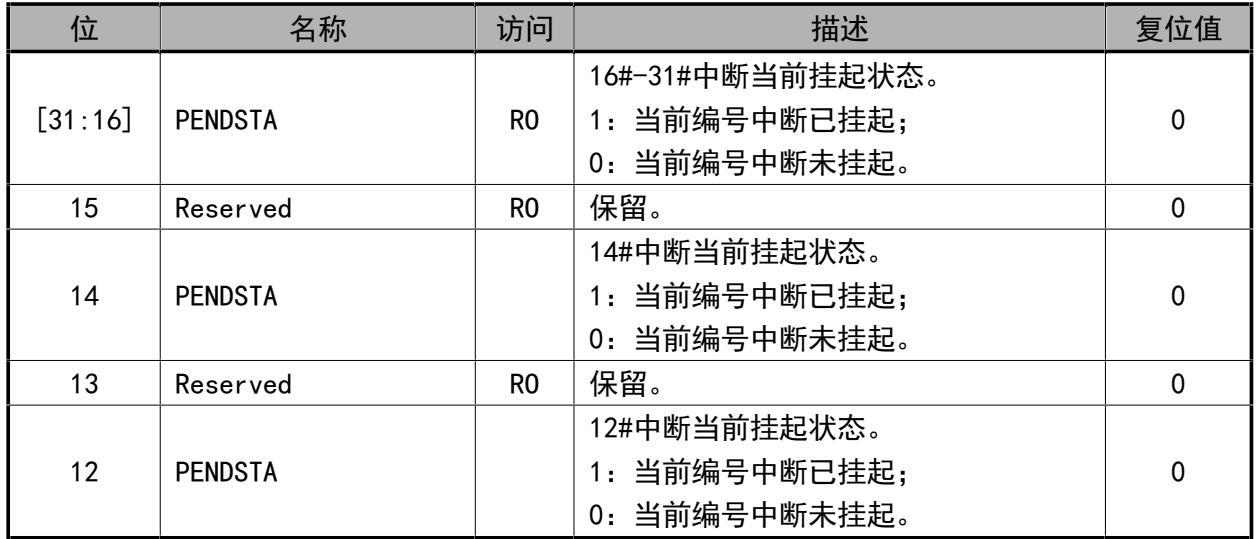 位 名称 访问 描述 复位值
16#-31#中断当前挂起状态。
[31:16] PENDSTA RO 1：当前编号中断已挂起； 0
0：当前编号中断未挂起。
15 Reserved RO 保留。 0
14#中断当前挂起状态。
14 PENDSTA 1：当前编号中断已挂起； 0
0：当前编号中断未挂起。
13 Reserved RO 保留。 0
12#中断当前挂起状态。
12 PENDSTA 1：当前编号中断已挂起； 0
0：当前编号中断未挂起。